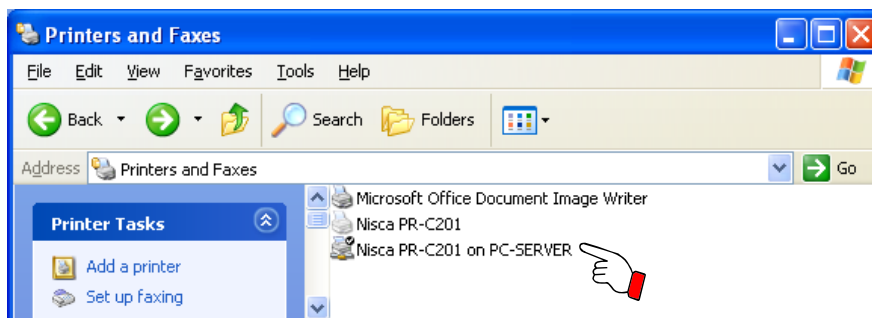 Printers and Faxes
File Edit View Favorites Tools Help
Back Search Folders
Address Printers and Faxes Go
Microsoft Office Document Image Writer
Printer Tasks Nisca PR-C201
Nisca PR-C201 on PC-SERVER
Add a printer
Set up faxing